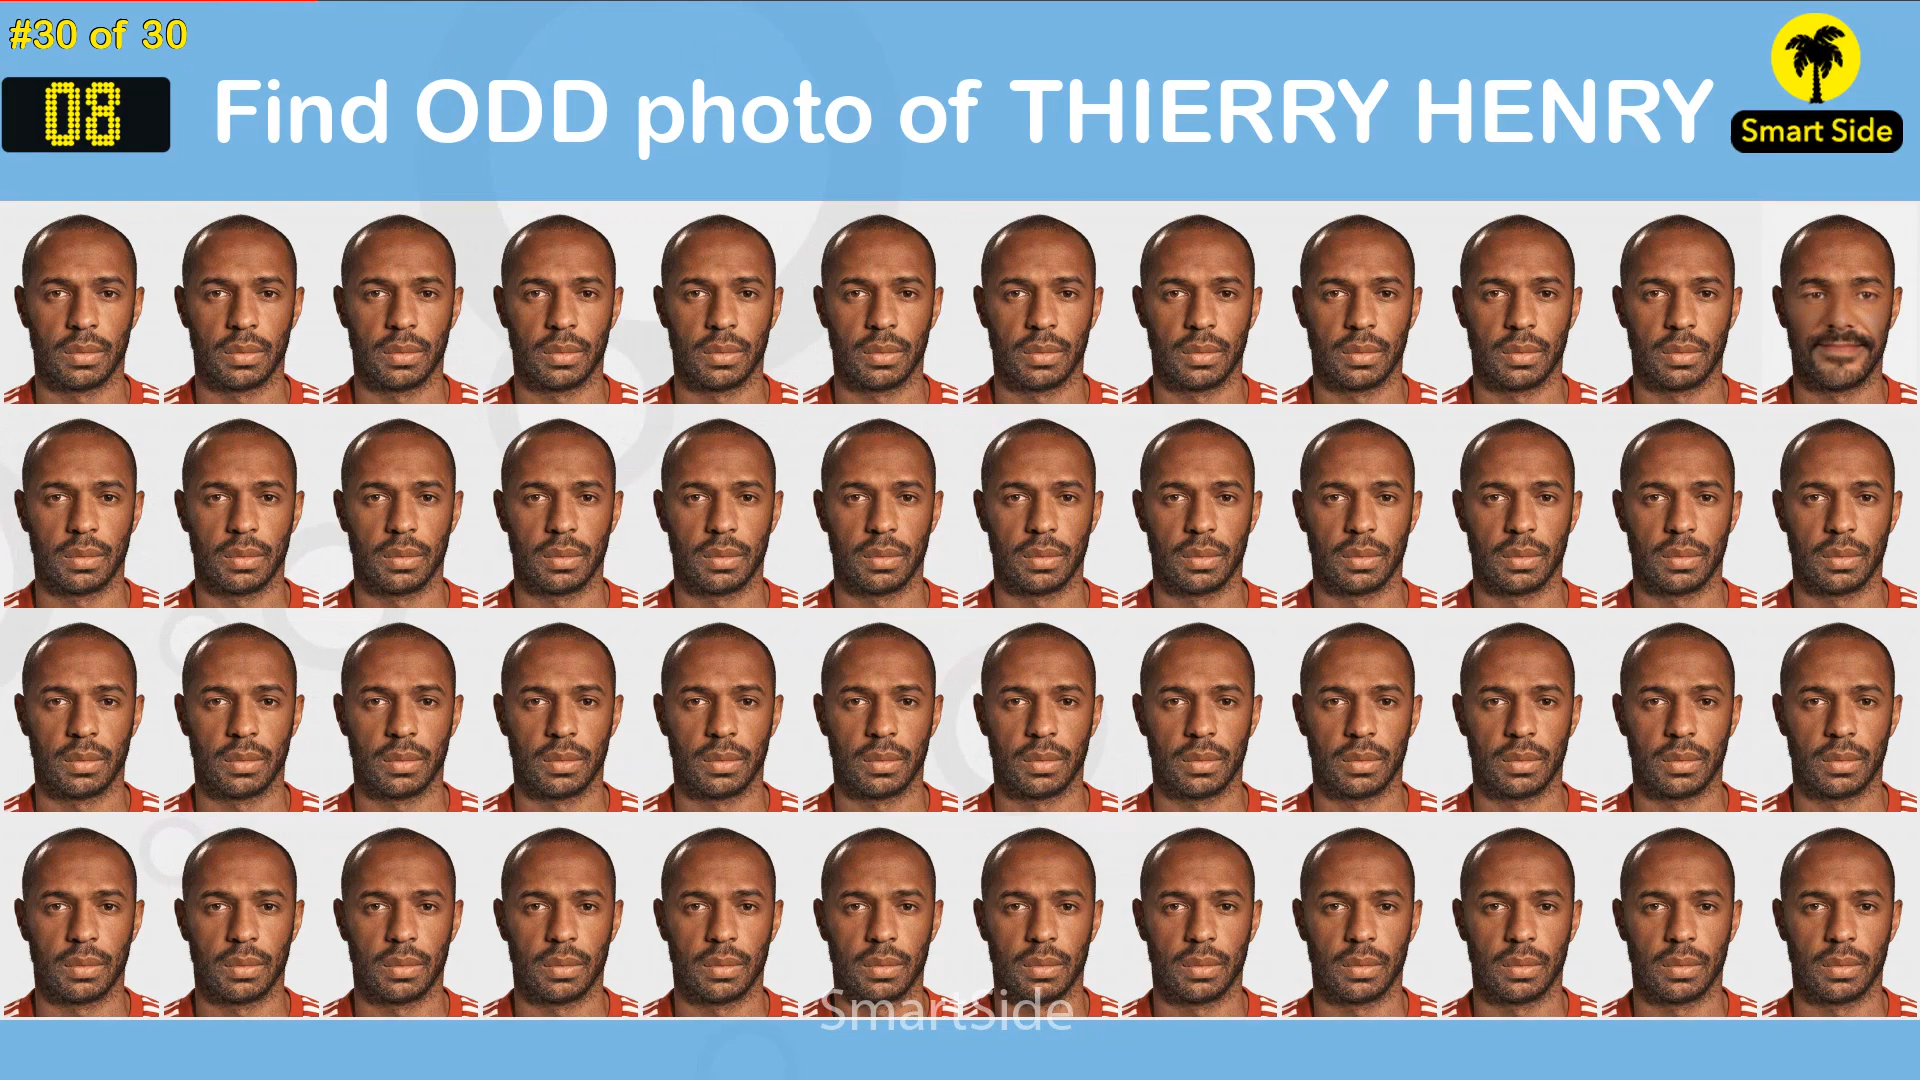 #30 of 30
08
Find ODD photo of THIERRY HENRY
Smart Side
SmartSide